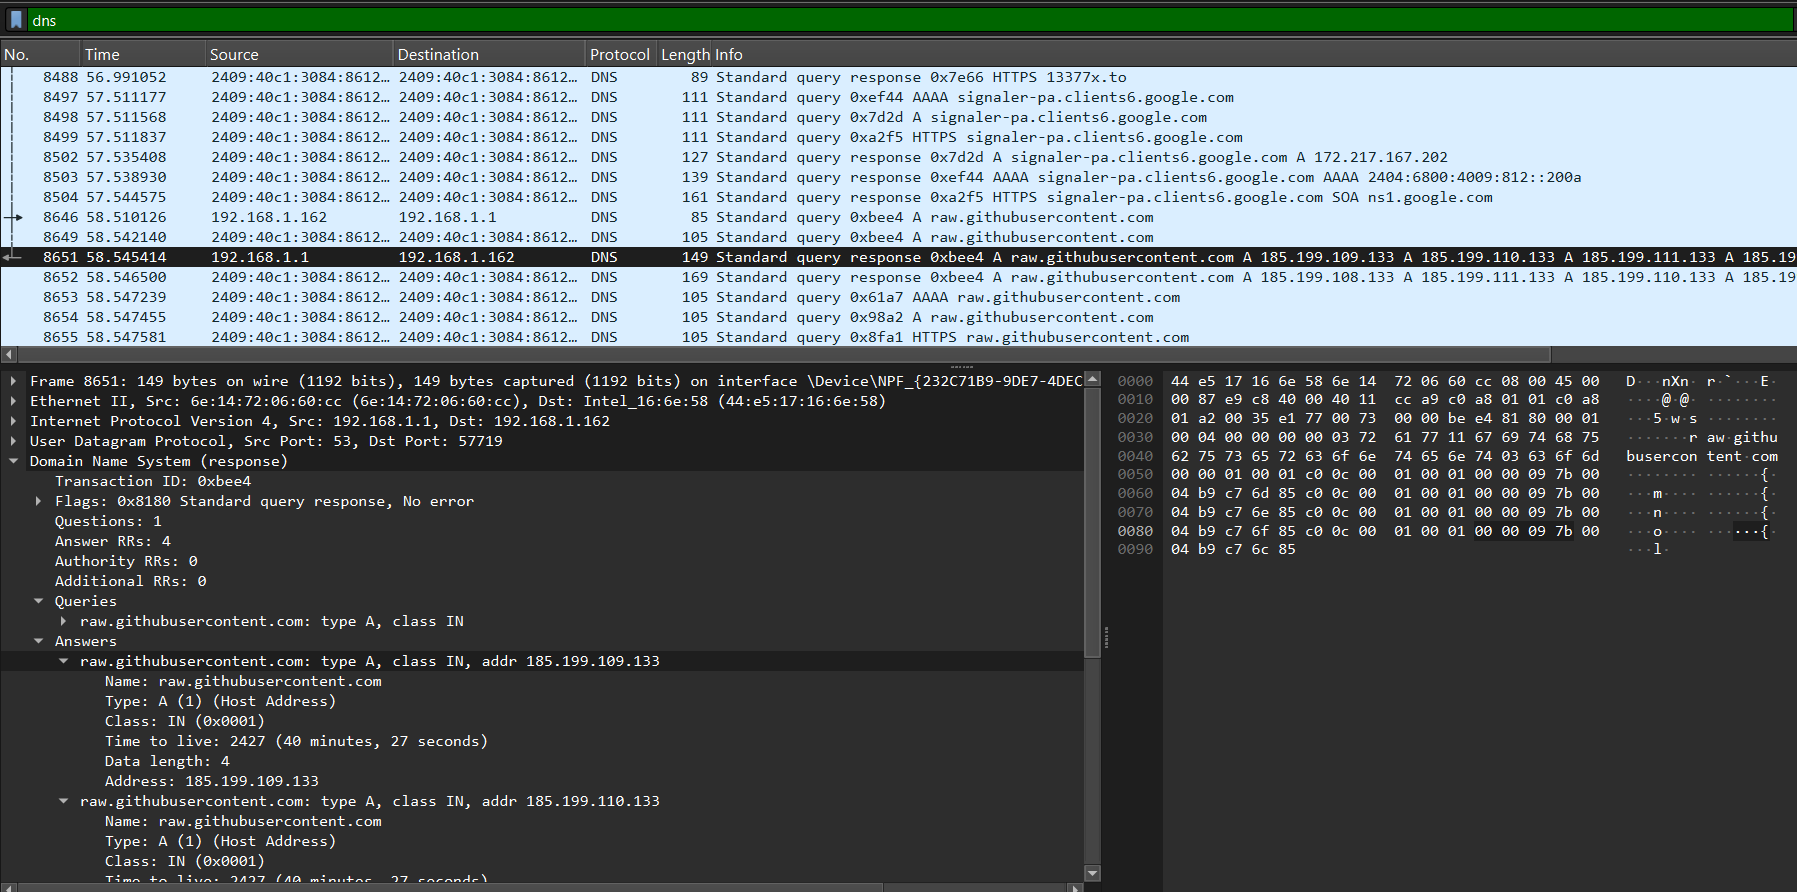 dns
No. Time Source Destination Protocol Length Info
8488 56.991052 2409:40c1:3084:8612… 2409:40c1:3084:8612… DNS 89 Standard query response 0x7e66 HTTPS 13377x.to
8497 57.511177 2409:40c1:3084:8612… 2409:40c1:3084:8612… DNS 111 Standard query 0xef44 AAAA signaler-pa.clients6.google.com
8498 57.511568 2409:40c1:3084:8612… 2409:40c1:3084:8612… DNS 111 Standard query 0x7d2d A signaler-pa.clients6.google.com
8499 57.511837 2409:40c1:3084:8612… 2409:40c1:3084:8612… DNS 111 Standard query 0xa2f5 HTTPS signaler-pa.clients6.google.com
8502 57.535408 2409:40c1:3084:8612… 2409:40c1:3084:8612… DNS 127 Standard query response 0x7d2d A signaler-pa.clients6.google.com A 172.217.167.202
8503 57.538930 2409:40c1:3084:8612… 2409:40c1:3084:8612… DNS 139 Standard query response 0xef44 AAAA signaler-pa.clients6.google.com AAAA 2404:6800:4009:812::200a
8504 57.544575 2409:40c1:3084:8612… 2409:40c1:3084:8612… DNS 161 Standard query response 0xa2f5 HTTPS signaler-pa.clients6.google.com SOA ns1.google.com
8646 58.510126 192.168.1.162 192.168.1.1 DNS 85 Standard query 0xbee4 A raw.githubusercontent.com
8649 58.542140 2409:40c1:3084:8612… 2409:40c1:3084:8612… DNS 105 Standard query 0xbee4 A raw.githubusercontent.com
8651 58.545414 192.168.1.1 192.168.1.162 DNS 149 Standard query response 0xbee4 A raw.githubusercontent.com A 185.199.109.133 A 185.199.110.133 A 185.199.111.133 A 185.19
8652 58.546500 2409:40c1:3084:8612… 2409:40c1:3084:8612… DNS 169 Standard query response 0xbee4 A raw.githubusercontent.com A 185.199.108.133 A 185.199.111.133 A 185.199.110.133 A 185.19
8653 58.547239 2409:40c1:3084:8612… 2409:40c1:3084:8612… DNS 105 Standard query 0x61a7 AAAA raw.githubusercontent.com
8654 58.547455 2409:40c1:3084:8612… 2409:40c1:3084:8612… DNS 105 Standard query 0x98a2 A raw.githubusercontent.com
8655 58.547581 2409:40c1:3084:8612… 2409:40c1:3084:8612… DNS 105 Standard query 0x8fa1 HTTPS raw.githubusercontent.com
Frame 8651: 149 bytes on wire (1192 bits), 149 bytes captured (1192 bits) on interface \Device\NPF_{232C71B9-9DE7-4DEC
Ethernet II, Src: 6e:14:72:06:60:cc (6e:14:72:06:60:cc), Dst: Intel_16:6e:58 (44:e5:17:16:6e:58)
Internet Protocol Version 4, Src: 192.168.1.1, Dst: 192.168.1.162
User Datagram Protocol, Src Port: 53, Dst Port: 57719
Domain Name System (response)
Transaction ID: 0xbee4
Flags: 0x8180 Standard query response, No error
Questions: 1
Answer RRs: 4
Authority RRs: 0
Additional RRs: 0
Queries
raw.githubusercontent.com: type A, class IN
Answers
raw.githubusercontent.com: type A, class IN, addr 185.199.109.133
Name: raw.githubusercontent.com
Type: A (1) (Host Address)
Class: IN (0x0001)
Time to live: 2427 (40 minutes, 27 seconds)
Data length: 4
Address: 185.199.109.133
raw.githubusercontent.com: type A, class IN, addr 185.199.110.133
Name: raw.githubusercontent.com
Type: A (1) (Host Address)
Class: IN (0x0001)
Time to live: 2427 (40 minutes, 27 seconds)
0000 44 e5 17 16 6e 58 6e 14 72 06 60 cc 08 00 45 00 D···nXn· r·`···E·
0010 00 87 e9 c8 40 00 40 11 cc a9 c0 a8 01 01 c0 a8 ····@·@· ········
0020 01 a2 00 35 e1 77 00 73 00 00 be e4 81 80 00 01 ···5·w·s ········
0030 00 04 00 00 00 00 03 72 61 77 11 67 69 74 68 75 ·······r aw·githu
0040 62 75 73 65 72 63 6f 6e 74 65 6e 74 03 63 6f 6d busercon tent·com
0050 00 00 01 00 01 c0 0c 00 01 00 01 00 00 09 7b 00 ········ ······{·
0060 04 b9 c7 6d 85 c0 0c 00 01 00 01 00 00 09 7b 00 ···m···· ······{·
0070 04 b9 c7 6e 85 c0 0c 00 01 00 01 00 00 09 7b 00 ···n···· ······{·
0080 04 b9 c7 6f 85 c0 0c 00 01 00 01 00 00 09 7b 00 ···o···· ······{·
0090 04 b9 c7 6c 85 ···l·